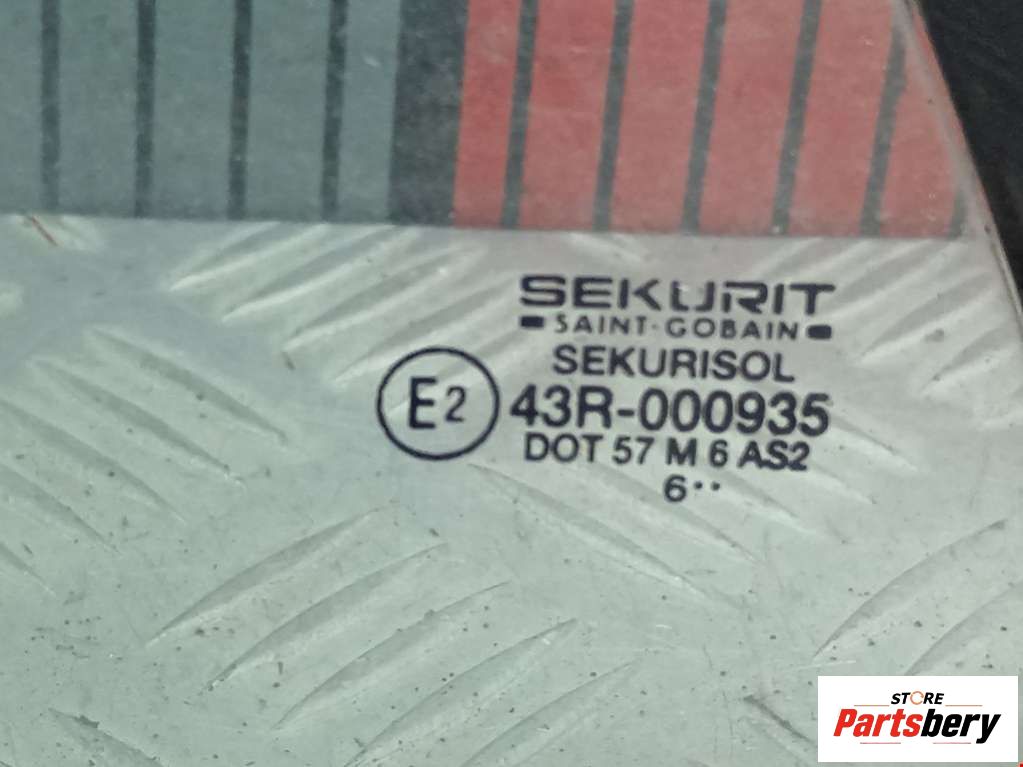 SEKURIT
SAINT-GOBAIN
SEKURISOL
E2 43R-000935
DOT 57 M 6 AS2
6··
STORE
Partsbery